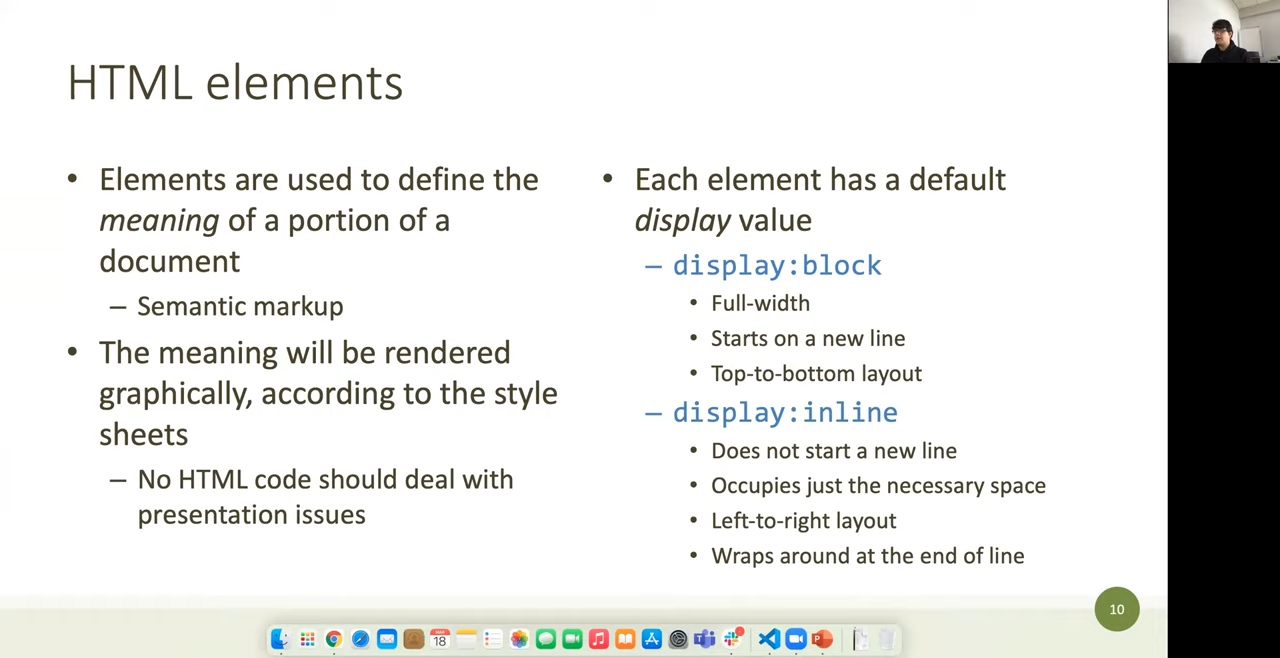 HTML elements
• Elements are used to define the
meaning of a portion of a
document
– Semantic markup
• The meaning will be rendered
graphically, according to the style
sheets
– No HTML code should deal with
presentation issues
• Each element has a default
display value
– display:block
• Full-width
• Starts on a new line
• Top-to-bottom layout
– display:inline
• Does not start a new line
• Occupies just the necessary space
• Left-to-right layout
• Wraps around at the end of line
10
18